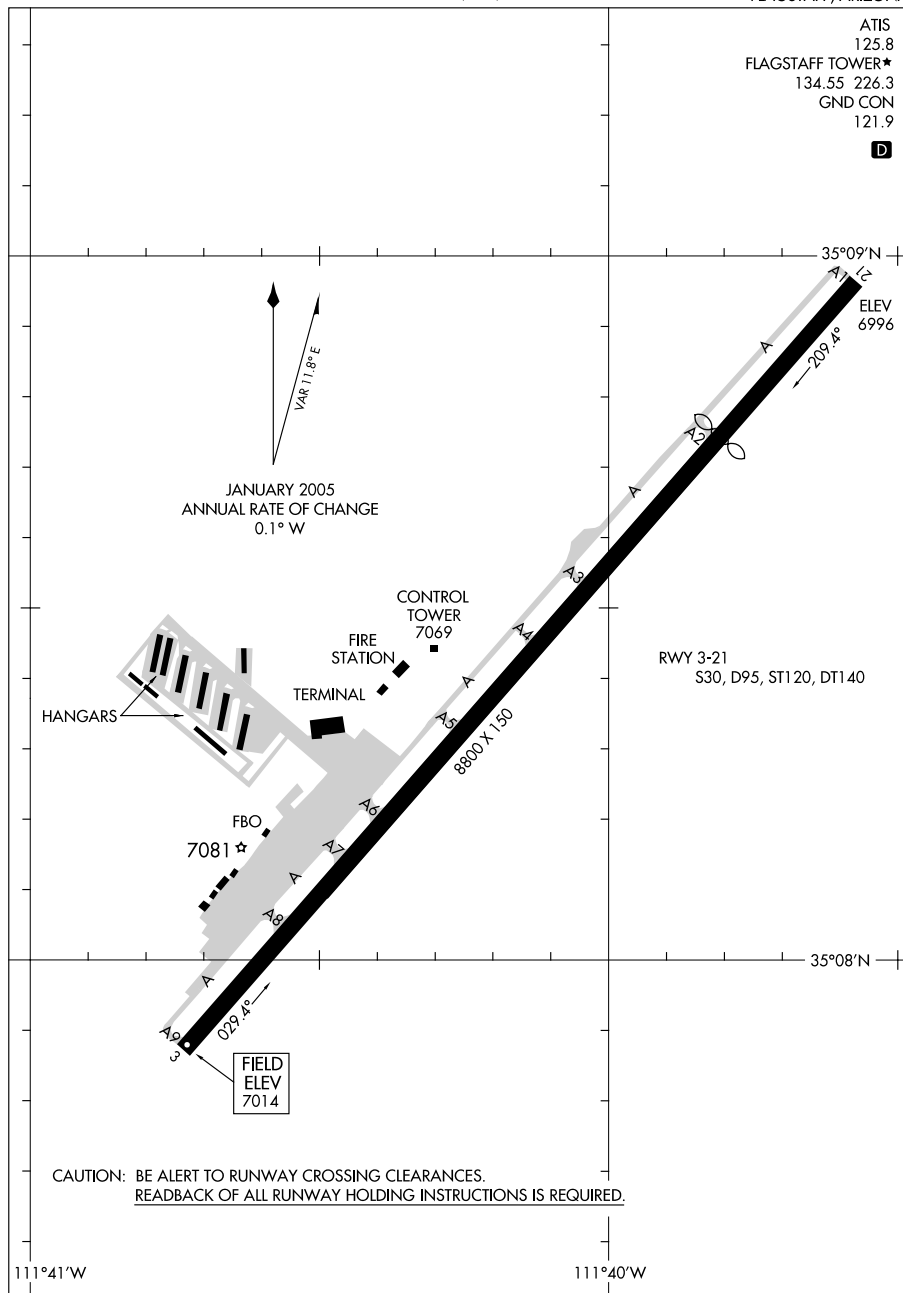 ATIS
125.8
FLAGSTAFF TOWER★
134.55 226.3
GND CON
121.9
D
35°09'N
A1
21
ELEV
6996
209.4°
A
VAR 11.8° E
A2
JANUARY 2005
ANNUAL RATE OF CHANGE
0.1° W
A
A3
CONTROL
TOWER
7069
A4
FIRE
STATION
RWY 3-21
S30, D95, ST120, DT140
A
TERMINAL
HANGARS
A5
8800 X 150
A6
FBO
7081
A7
A
A8
35°08'N
A
029.4°
A9
3
FIELD
ELEV
7014
CAUTION: BE ALERT TO RUNWAY CROSSING CLEARANCES.
READBACK OF ALL RUNWAY HOLDING INSTRUCTIONS IS REQUIRED.
111°41'W
111°40'W